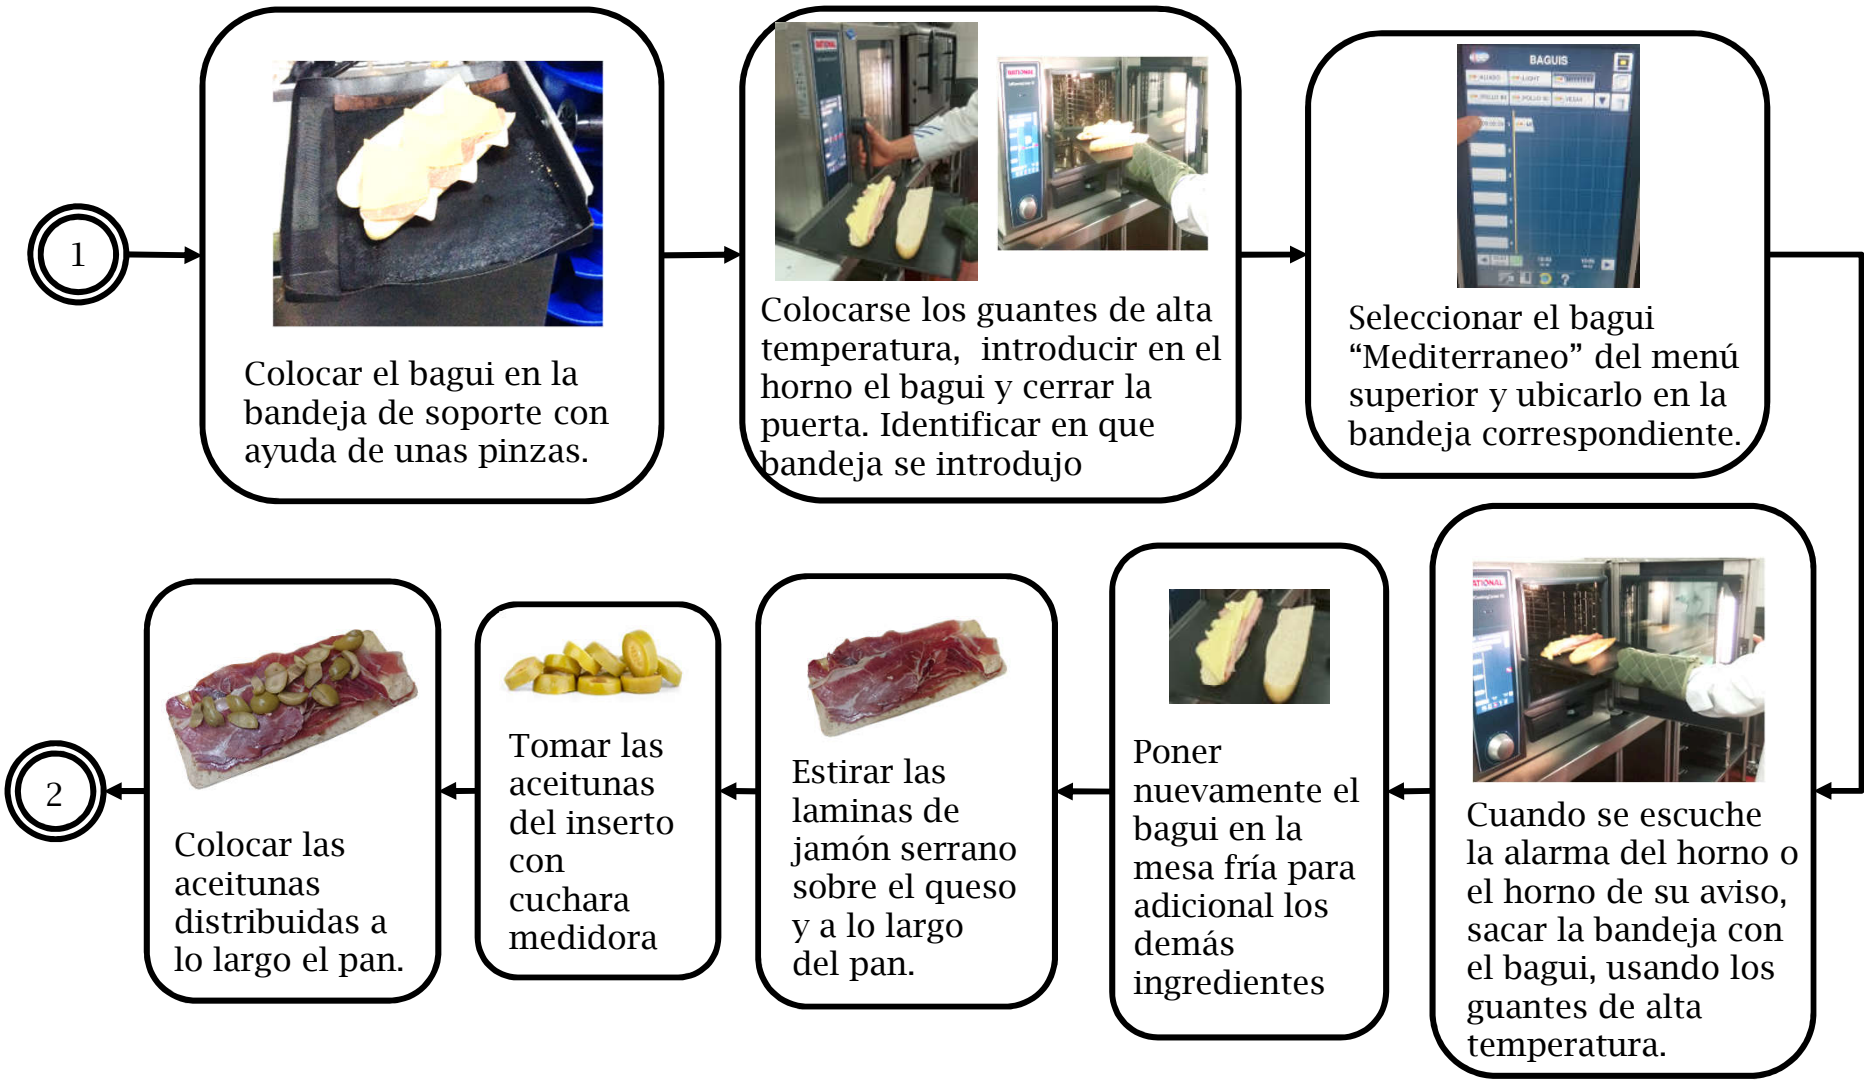 1
Colocar el bagui en la
bandeja de soporte con
ayuda de unas pinzas.
RATIONAL
RATIONAL
Colocarse los guantes de alta
temperatura, introducir en el
horno el bagui y cerrar la
puerta. Identificar en que
bandeja se introdujo
BAGUIS
LIGHT
Seleccionar el bagui
“Mediterraneo” del menú
superior y ubicarlo en la
bandeja correspondiente.
RATIONAL
Cuando se escuche
la alarma del horno o
el horno de su aviso,
sacar la bandeja con
el bagui, usando los
guantes de alta
temperatura.
Poner
nuevamente el
bagui en la
mesa fría para
adicional los
demás
ingredientes
Estirar las
laminas de
jamón serrano
sobre el queso
y a lo largo
del pan.
Tomar las
aceitunas
del inserto
con
cuchara
medidora
Colocar las
aceitunas
distribuidas a
lo largo el pan.
2